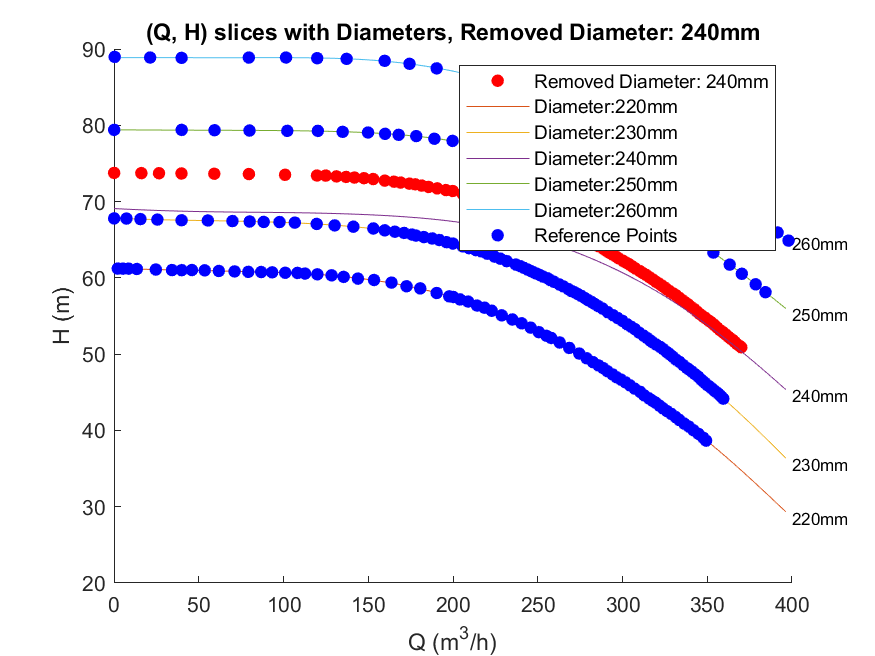 (Q, H) slices with Diameters, Removed Diameter: 240mm
90
80
70
60
50
40
30
20
H (m)
Removed Diameter: 240mm
Diameter:220mm
Diameter:230mm
Diameter:240mm
Diameter:250mm
Diameter:260mm
Reference Points
260mm
250mm
240mm
230mm
220mm
0 50 100 150 200 250 300 350 400
Q (m³/h)